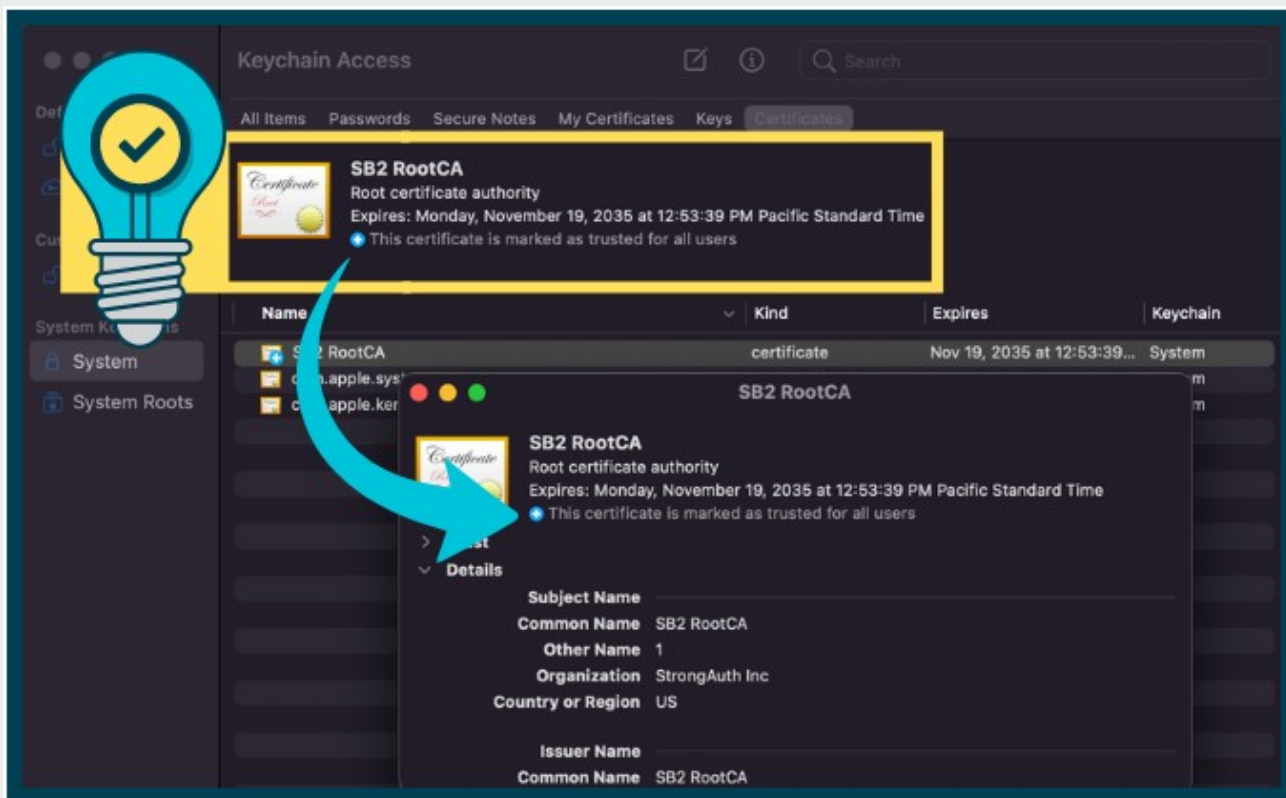 Keychain Access
Search
All Items Passwords Secure Notes My Certificates Keys Certificates
Certificate
Root
SB2 RootCA
Root certificate authority
Expires: Monday, November 19, 2035 at 12:53:39 PM Pacific Standard Time
This certificate is marked as trusted for all users
System
System Roots
Name Kind Expires Keychain
RootCA certificate Nov 19, 2035 at 12:53:39... System
SB2 RootCA
Certificate
SB2 RootCA
Root certificate authority
Expires: Monday, November 19, 2035 at 12:53:39 PM Pacific Standard Time
This certificate is marked as trusted for all users
Details
Subject Name
Common Name SB2 RootCA
Other Name 1
Organization StrongAuth Inc
Country or Region US
Issuer Name
Common Name SB2 RootCA